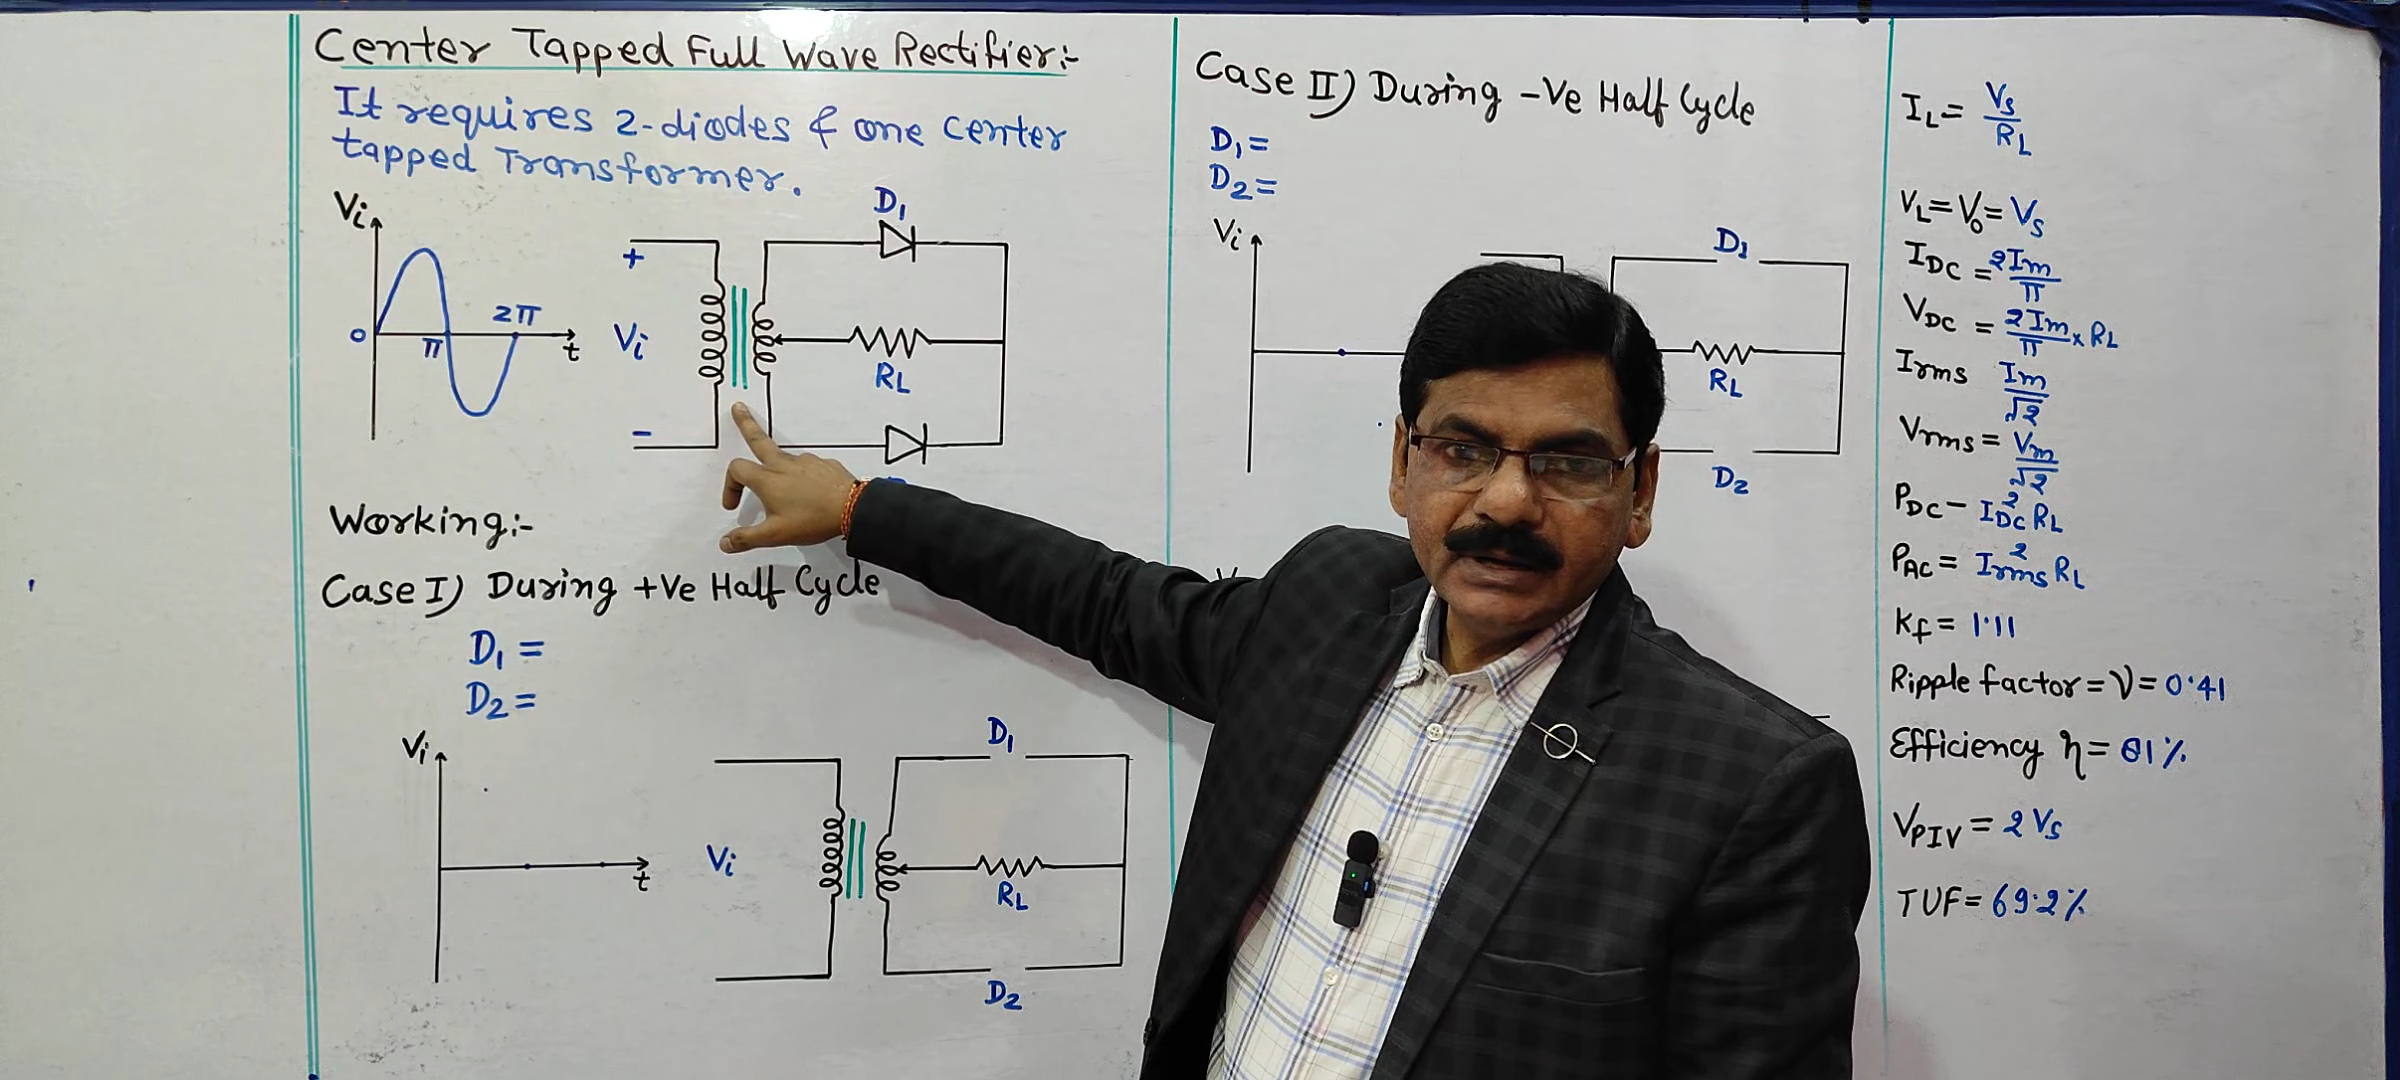 Center Tapped Full Wave Rectifier:-
It requires 2-diodes & one center
tapped Transformer.
Vi
0
π
2π
t
+
Vi
-
D1
RL
Working:-
Case I) During +Ve Half Cycle
D1 =
D2 =
Vi
t
Vi
D1
RL
D2
Case II) During -Ve Half Cycle
D1 =
D2 =
Vi
D1
RL
D2
IL = Vs/RL
VL = Vo = Vs
IDC = 2Im/π
VDC = 2Im/π × RL
Irms Im/√2
Vrms = Vm/√2
PDC - I²DC RL
PAC = I²rms RL
Kf = 1.11
Ripple factor = ν = 0.41
Efficiency η = 81%
VPIV = 2Vs
TUF = 69.2%